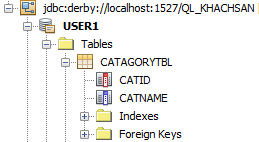 jdbc:derby://localhost:1527/QL_KHACHSAN
USER1
Tables
CATAGORYTBL
CATID
CATNAME
Indexes
Foreign Keys